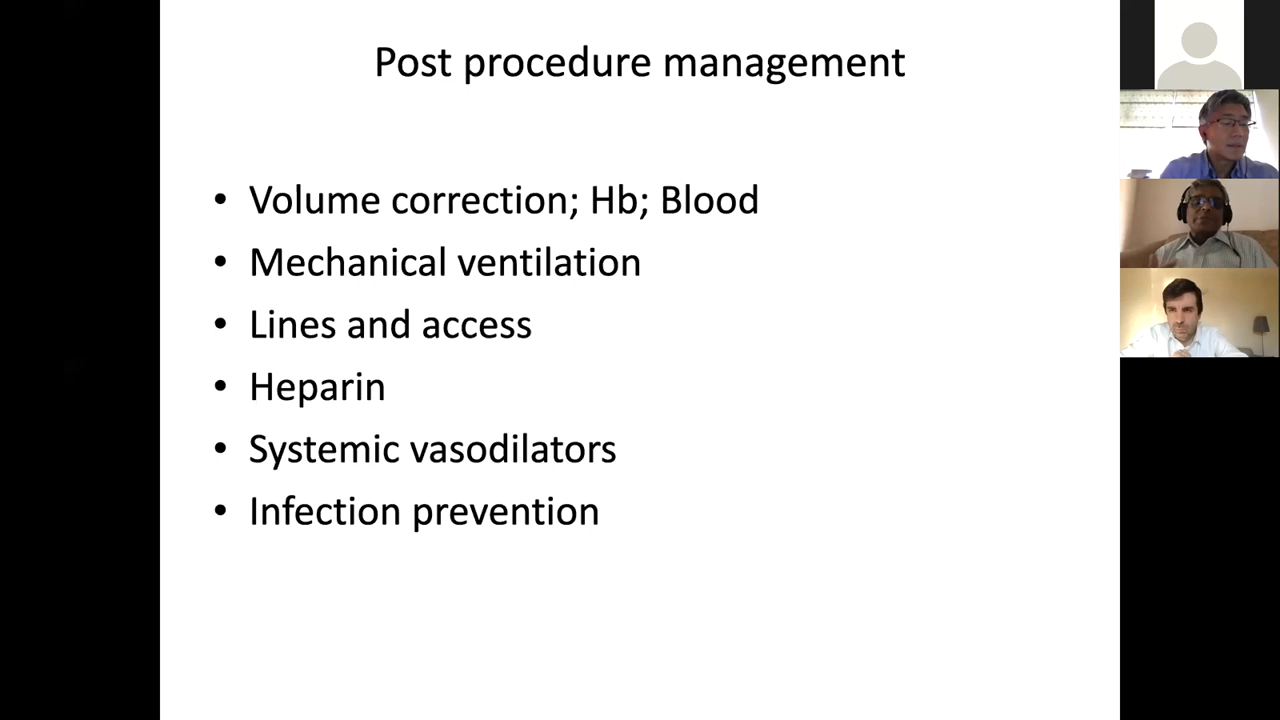 Post procedure management
• Volume correction; Hb; Blood
• Mechanical ventilation
• Lines and access
• Heparin
• Systemic vasodilators
• Infection prevention